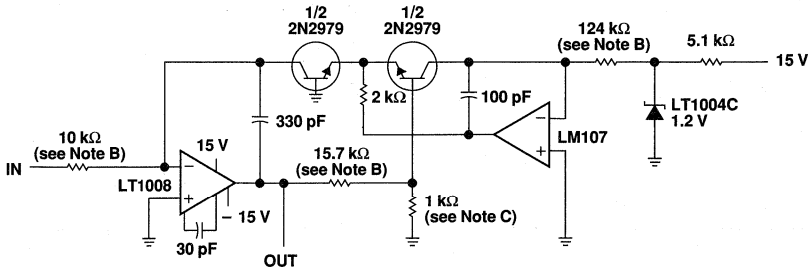 1/2
2N2979
1/2
2N2979
124 kΩ
(see Note B)
5.1 kΩ
15 V
2 kΩ
100 pF
LT1004C
1.2 V
330 pF
LM107
10 kΩ
(see Note B)
15 V
IN
LT1008
15.7 kΩ
(see Note B)
1 kΩ
(see Note C)
– 15 V
30 pF
OUT
−
+
−
+